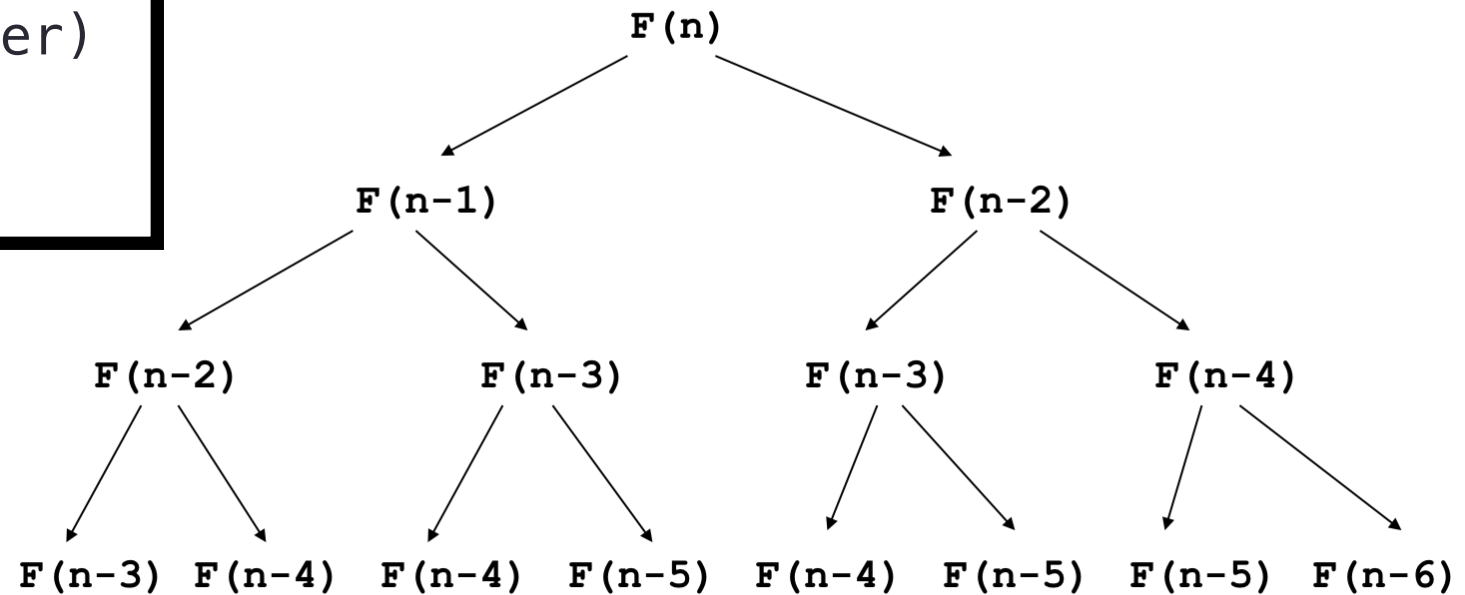 er)
F(n)
F(n-1) F(n-2)
F(n-2) F(n-3) F(n-3) F(n-4)
F(n-3) F(n-4) F(n-4) F(n-5) F(n-4) F(n-5) F(n-5) F(n-6)